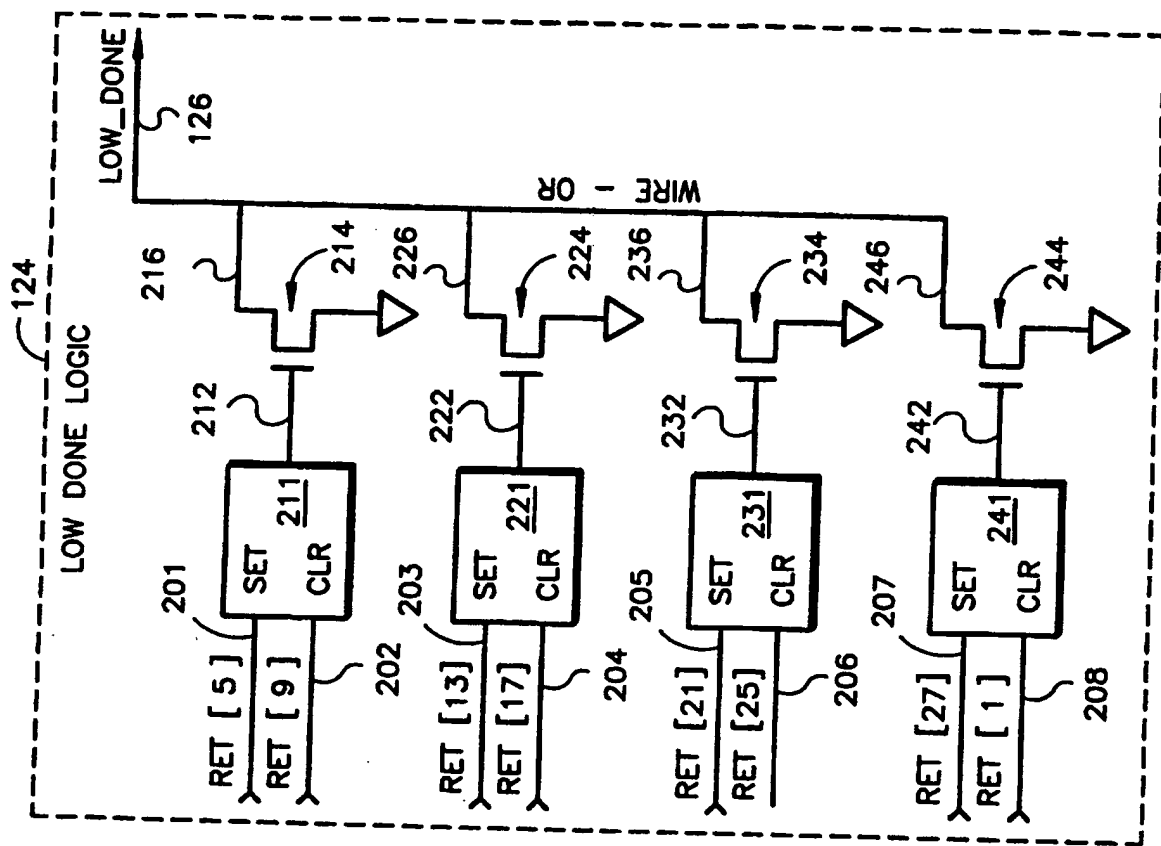 124
LOW DONE LOGIC
LOW_DONE
126
WIRE - OR
RET [ 5]
201
RET [ 9]
202
SET
CLR
211
212
214
216
RET [13]
203
RET [17]
204
SET
CLR
221
222
224
226
RET [21]
205
RET [25]
206
SET
CLR
231
232
234
236
RET [27]
207
RET [ 1]
208
SET
CLR
241
242
244
246